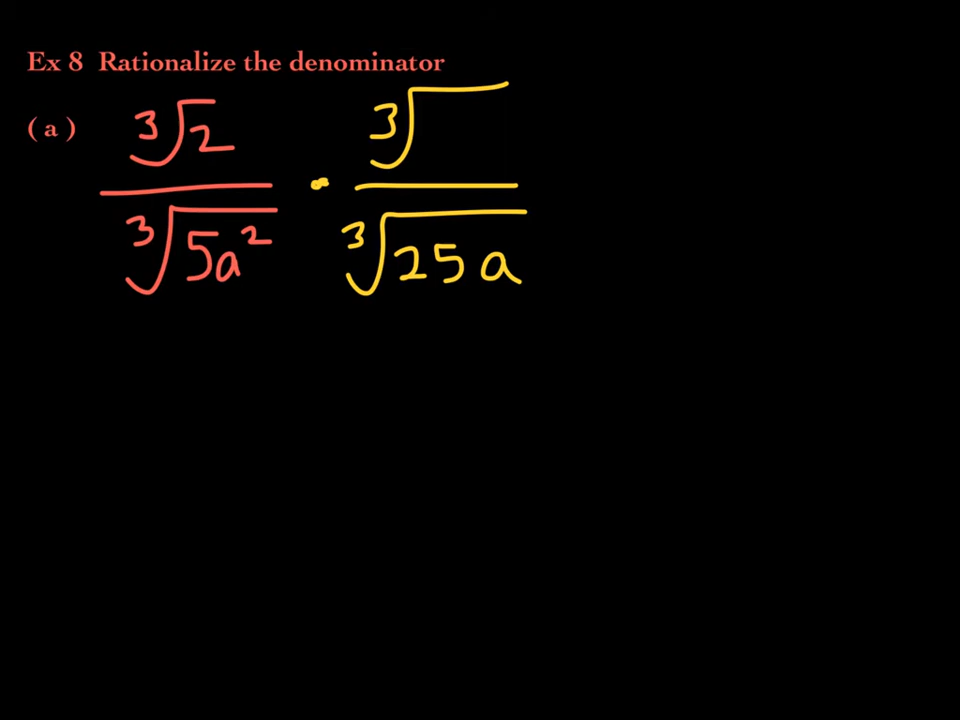 Ex 8 Rationalize the denominator
( a ) ∛2 / ∛(5a²) · ∛ / ∛(25a)